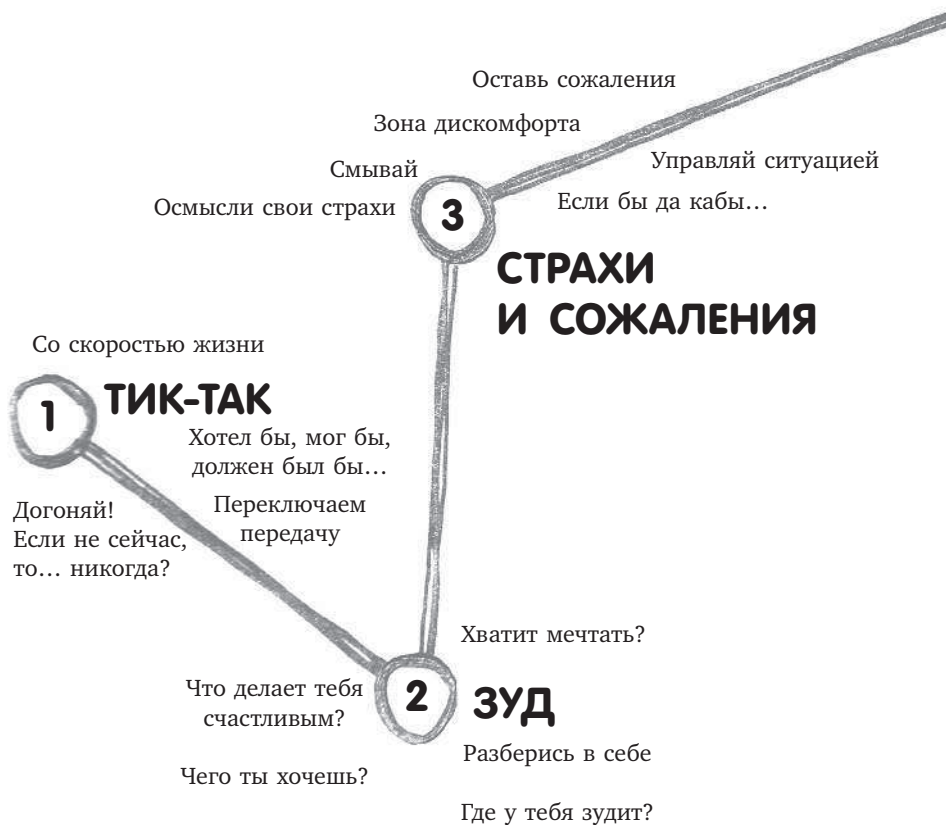 Оставь сожаления
Зона дискомфорта
Управляй ситуацией
Смывай
Осмысли свои страхи
3
Если бы да кабы…
СТРАХИ
И СОЖАЛЕНИЯ
Со скоростью жизни
1
ТИК-ТАК
Хотел бы, мог бы,
должен был бы…
Переключаем
передачу
Догоняй!
Если не сейчас,
то… никогда?
Хватит мечтать?
Что делает тебя
счастливым?
2
ЗУД
Разберись в себе
Чего ты хочешь?
Где у тебя зудит?